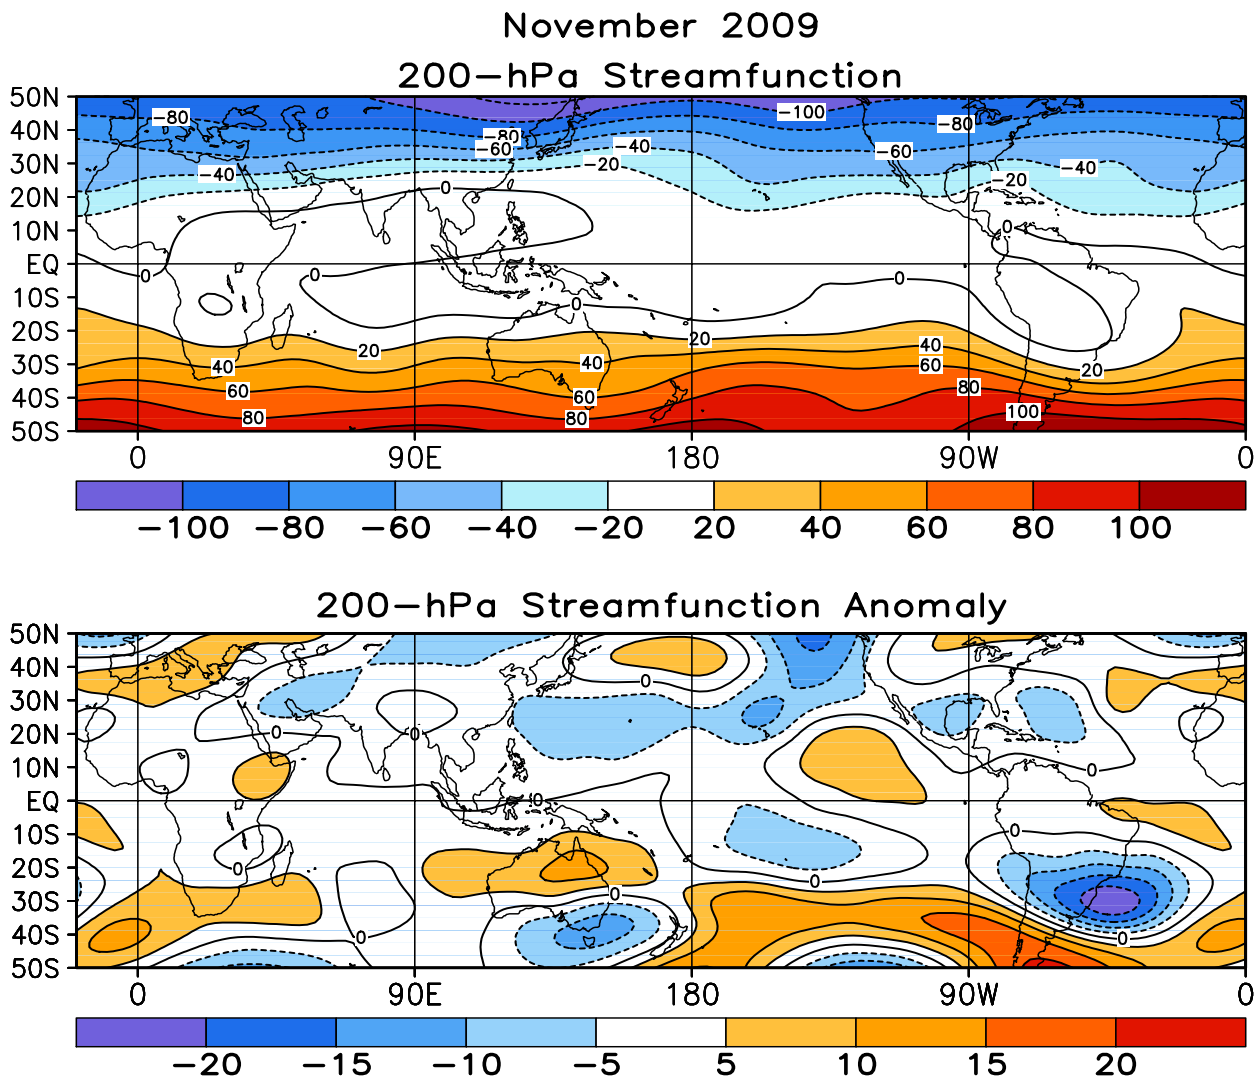 November 2009
200-hPa Streamfunction
50N
40N
30N
20N
10N
EQ
10S
20S
30S
40S
50S
-80
-100
-80
-80
-60
-40
-60
-20
-40
-40
-20
0
0
0
0
0
0
20
20
20
40
40
40
60
60
60
80
80
80
100
0 90E 180 90W 0
-100 -80 -60 -40 -20 20 40 60 80 100
200-hPa Streamfunction Anomaly
50N
40N
30N
20N
10N
EQ
10S
20S
30S
40S
50S
0
0
0
0
0
0
0
0
0
0
0
0 90E 180 90W 0
-20 -15 -10 -5 5 10 15 20